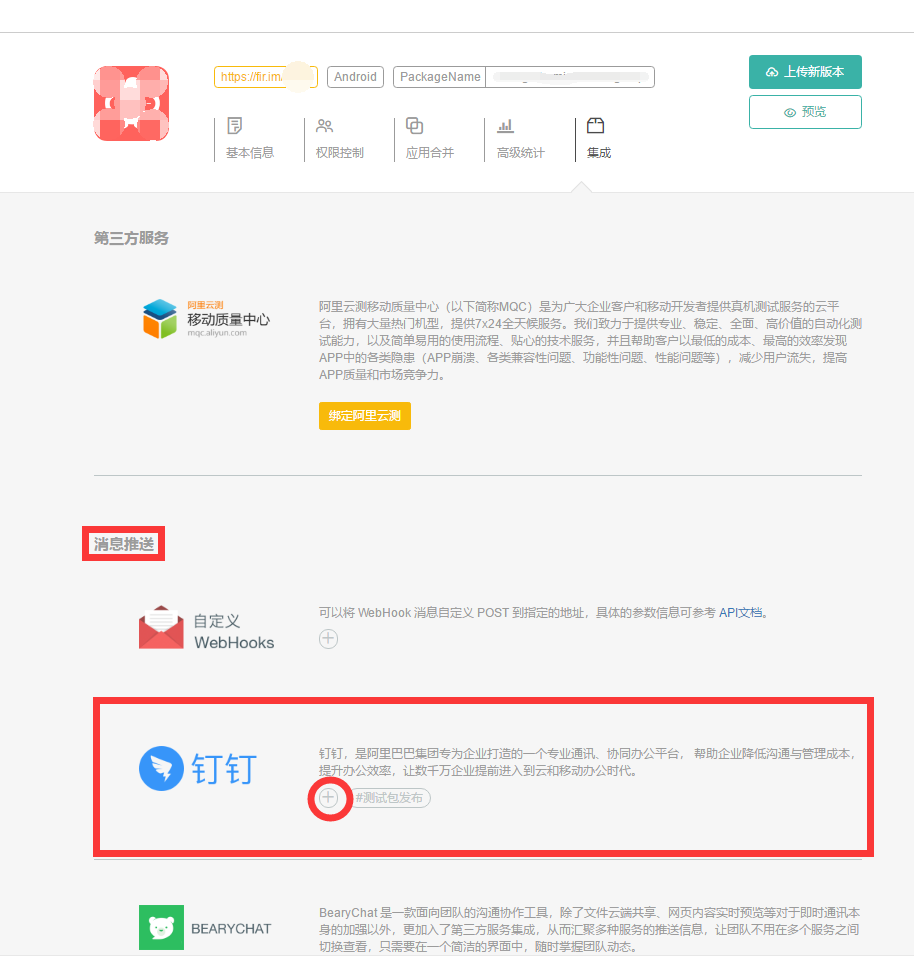 https://fir.im/
Android
PackageName
上传新版本
预览
基本信息
权限控制
应用合并
高级统计
集成
第三方服务
阿里云测
移动质量中心
mqc.aliyun.com
阿里云测移动质量中心（以下简称MQC）是为广大企业客户和移动开发者提供真机测试服务的云平
台，拥有大量热门机型，提供7x24全天候服务。我们致力于提供专业、稳定、全面、高价值的自动化测
试能力，以及简单易用的使用流程、贴心的技术服务，并且帮助客户以最低的成本、最高的效率发现
APP中的各类隐患（APP崩溃、各类兼容性问题、功能性问题、性能问题等），减少用户流失，提高
APP质量和市场竞争力。
绑定阿里云测
消息推送
自定义
WebHooks
可以将 WebHook 消息自定义 POST 到指定的地址，具体的参数信息可参考 API文档。
钉钉
钉钉，是阿里巴巴集团专为企业打造的一个专业通讯、协同办公平台， 帮助企业降低沟通与管理成本，
提升办公效率，让数千万企业提前进入到云和移动办公时代。
#测试包发布
BEARYCHAT
BearyChat 是一款面向团队的沟通协作工具，除了文件云端共享、网页内容实时预览等对于即时通讯本
身的加强以外，更加入了第三方服务集成，从而汇聚多种服务的推送信息，让团队不用在多个服务之间
切换查看，只需要在一个简洁的界面中，随时掌握团队动态。